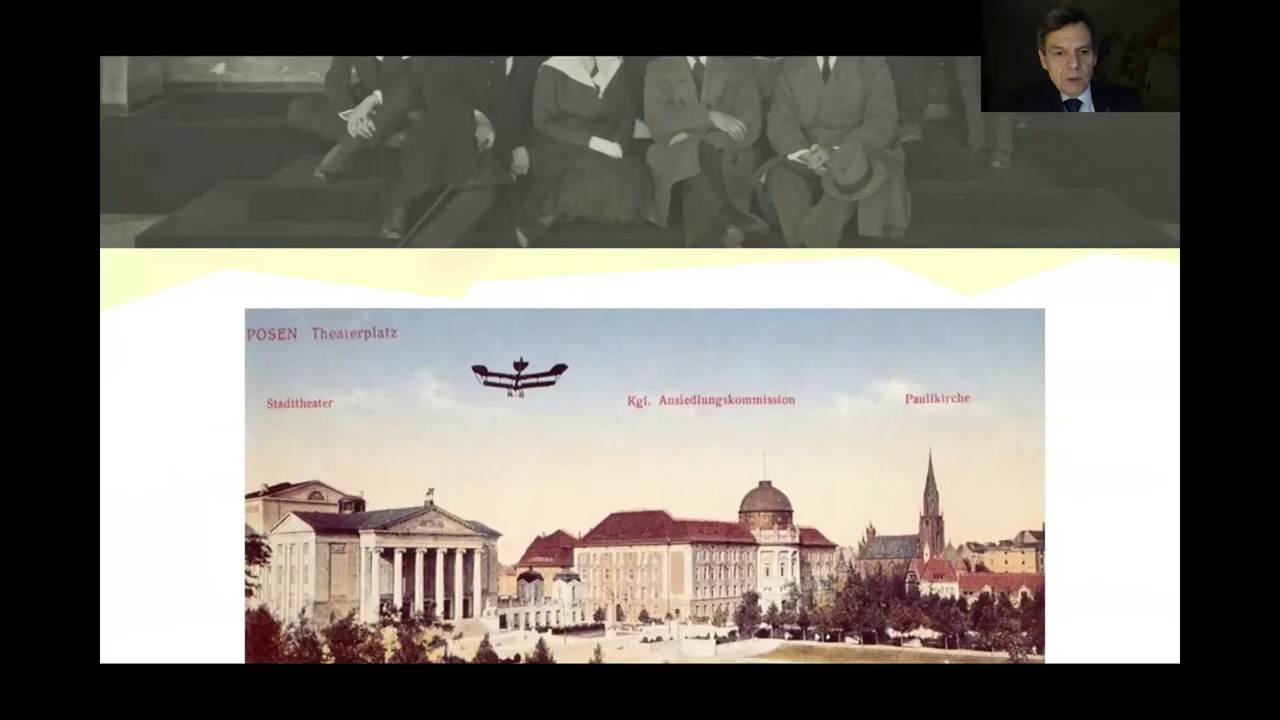 POSEN Theaterplatz
Stadttheater
Kgl. Ansiedlungskommission
Paulikirche